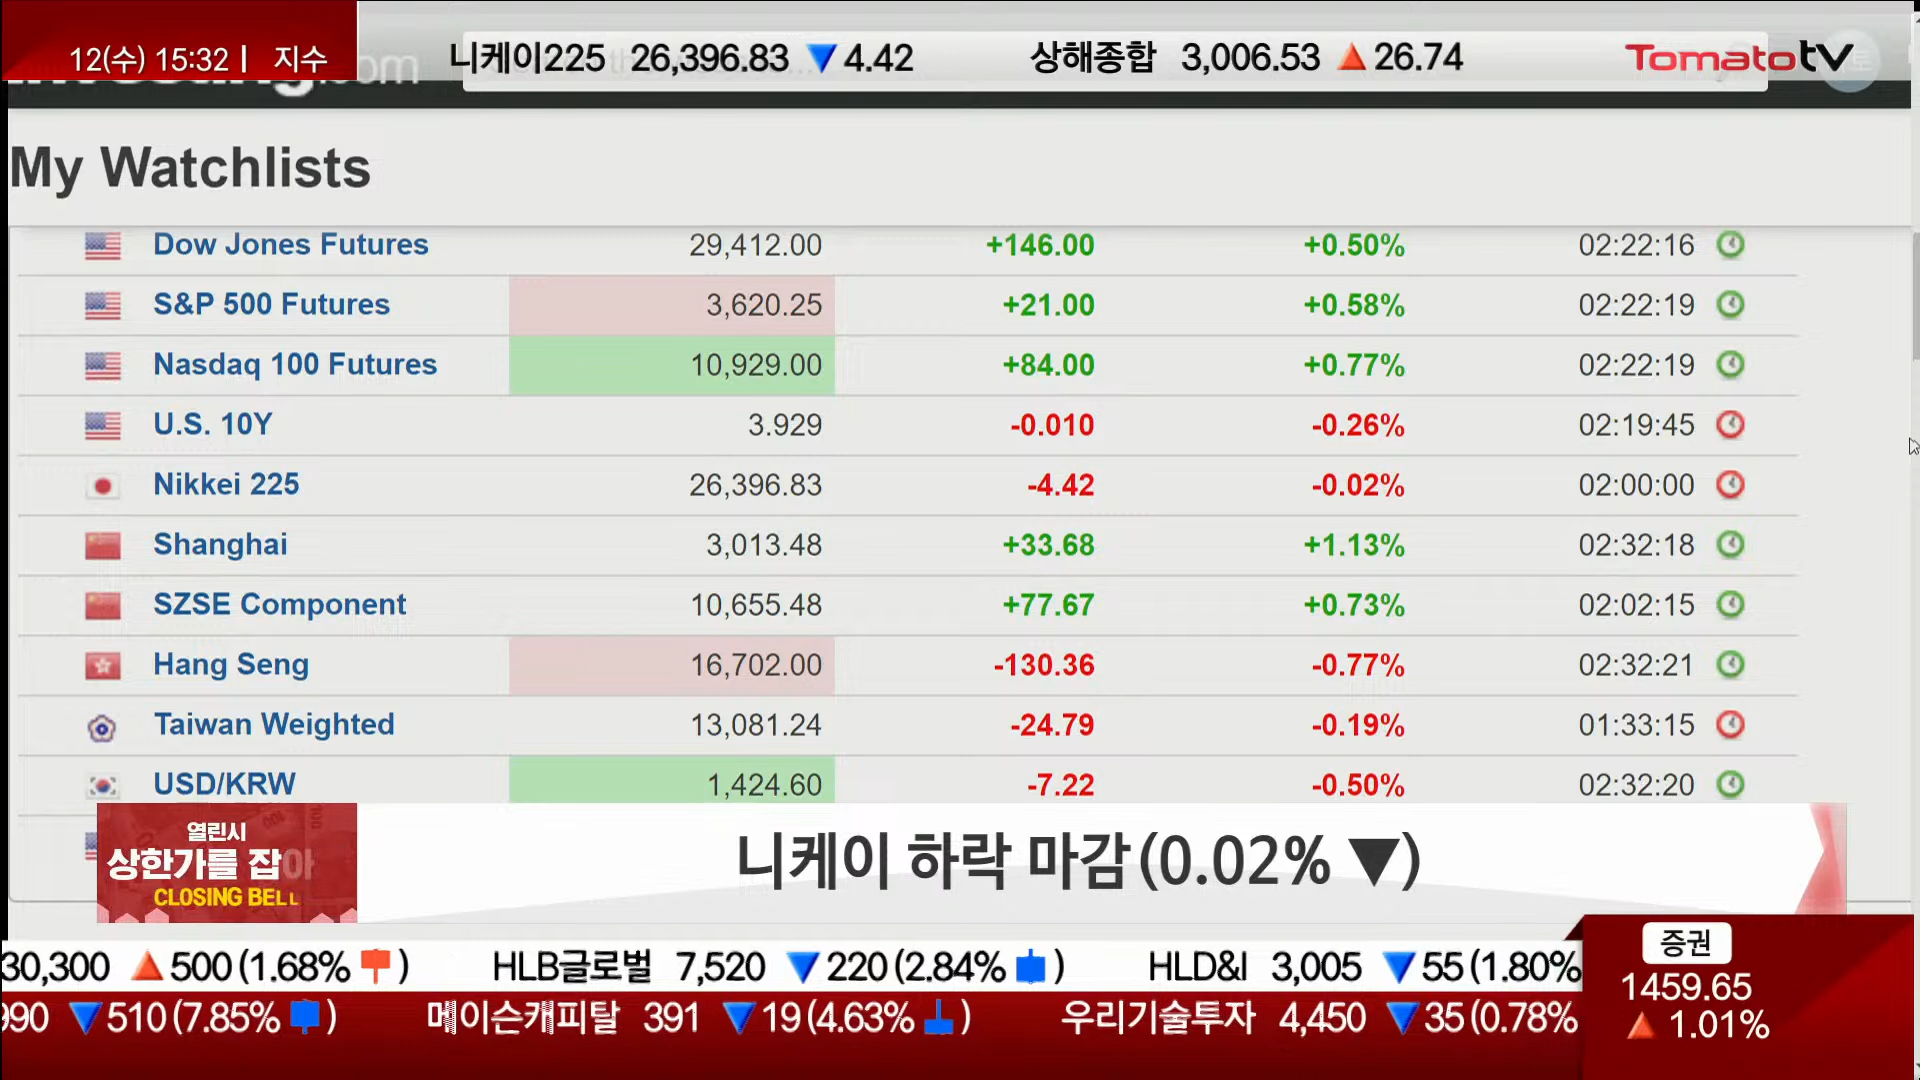 12(수) 15:32 | 지수
니케이225 26,396.83 ▼4.42
상해종합 3,006.53 ▲26.74
Tomato tv
.com
My Watchlists
Dow Jones Futures 29,412.00 +146.00 +0.50% 02:22:16
S&P 500 Futures 3,620.25 +21.00 +0.58% 02:22:19
Nasdaq 100 Futures 10,929.00 +84.00 +0.77% 02:22:19
U.S. 10Y 3.929 -0.010 -0.26% 02:19:45
Nikkei 225 26,396.83 -4.42 -0.02% 02:00:00
Shanghai 3,013.48 +33.68 +1.13% 02:32:18
SZSE Component 10,655.48 +77.67 +0.73% 02:02:15
Hang Seng 16,702.00 -130.36 -0.77% 02:32:21
Taiwan Weighted 13,081.24 -24.79 -0.19% 01:33:15
USD/KRW 1,424.60 -7.22 -0.50% 02:32:20
열린시
상한가를 잡아
CLOSING BELL
니케이 하락 마감(0.02% ▼)
30,300 ▲500(1.68% ) HLB글로벌 7,520 ▼220(2.84% ) HLD&I 3,005 ▼55(1.80%
990 ▼510(7.85% ) 메이슨캐피탈 391 ▼19(4.63% ) 우리기술투자 4,450 ▼35(0.78%
증권
1459.65
▲ 1.01%